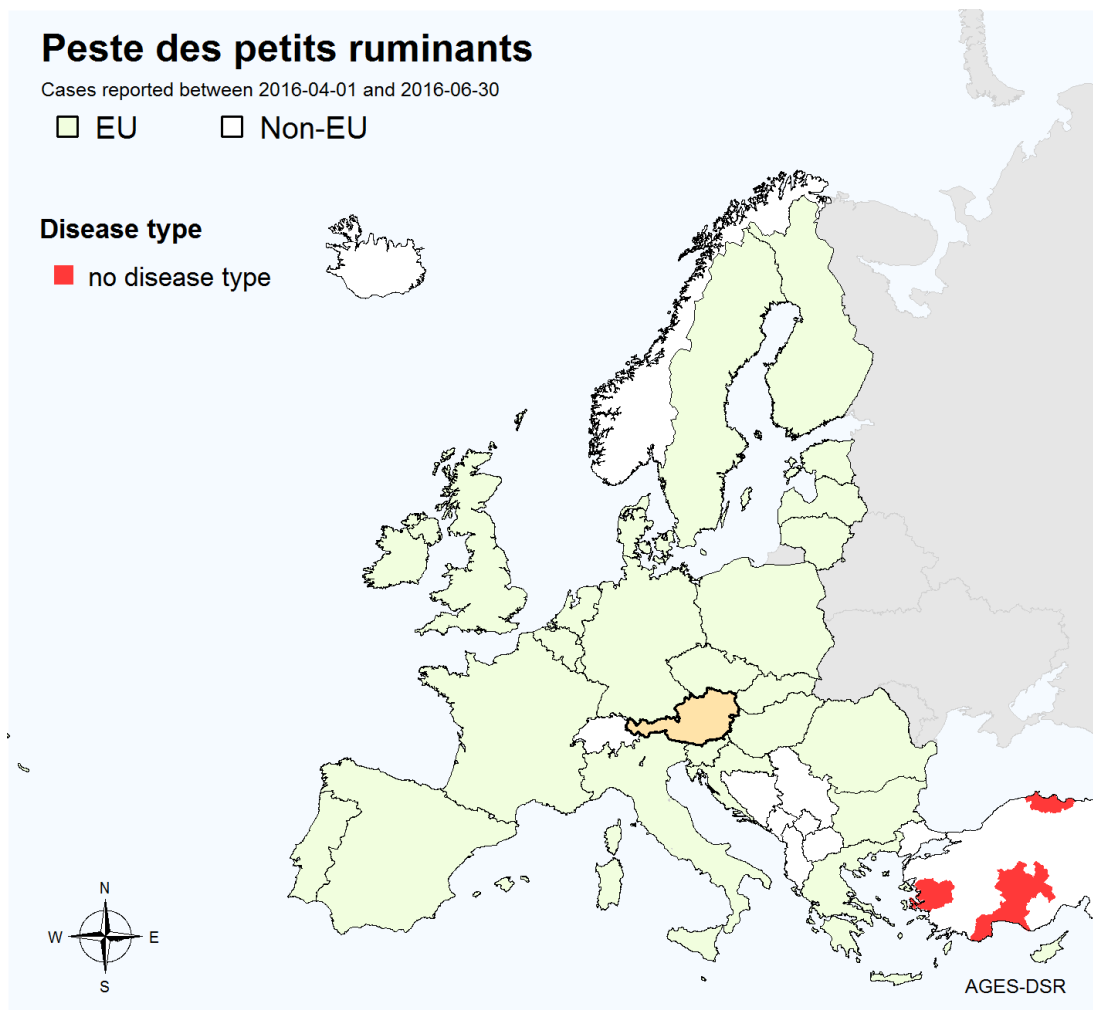 Peste des petits ruminants
Cases reported between 2016-04-01 and 2016-06-30
EU Non-EU
Disease type
no disease type
N
W E
S
AGES-DSR